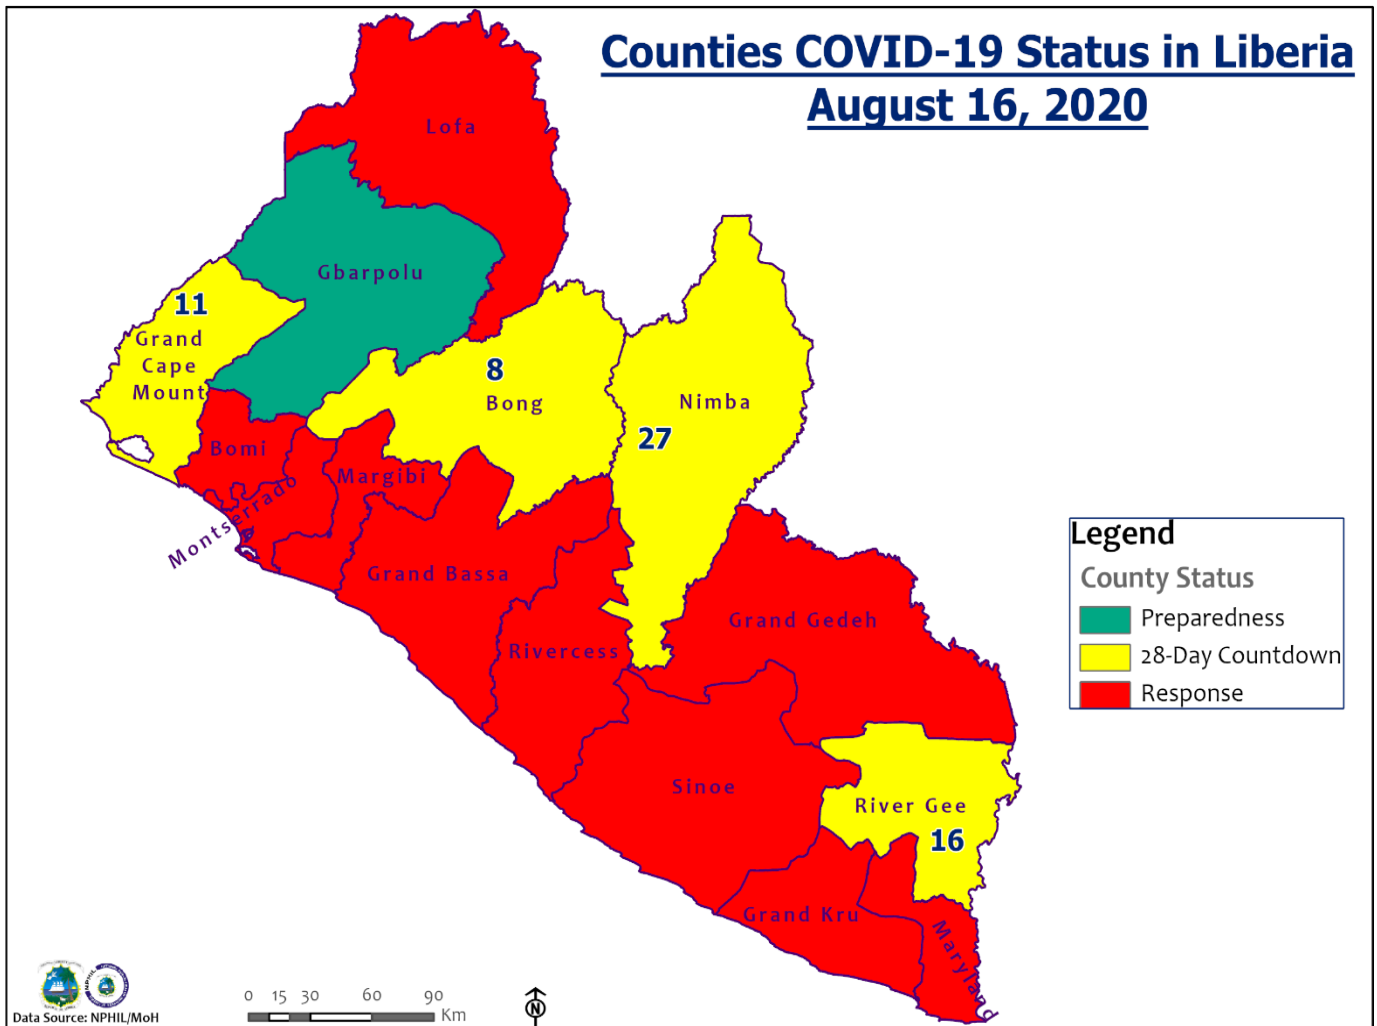 Counties COVID-19 Status in Liberia
August 16, 2020
Lofa
Gbarpolu
11
Grand
Cape
Mount
8
Bong
Nimba
27
Bomi
Margibi
Montserrado
Grand Bassa
Rivercess
Grand Gedeh
Sinoe
River Gee
16
Grand Kru
Maryland
Legend
County Status
Preparedness
28-Day Countdown
Response
0 15 30 60 90
Km
N
NPHIL
Data Source: NPHIL/MoH